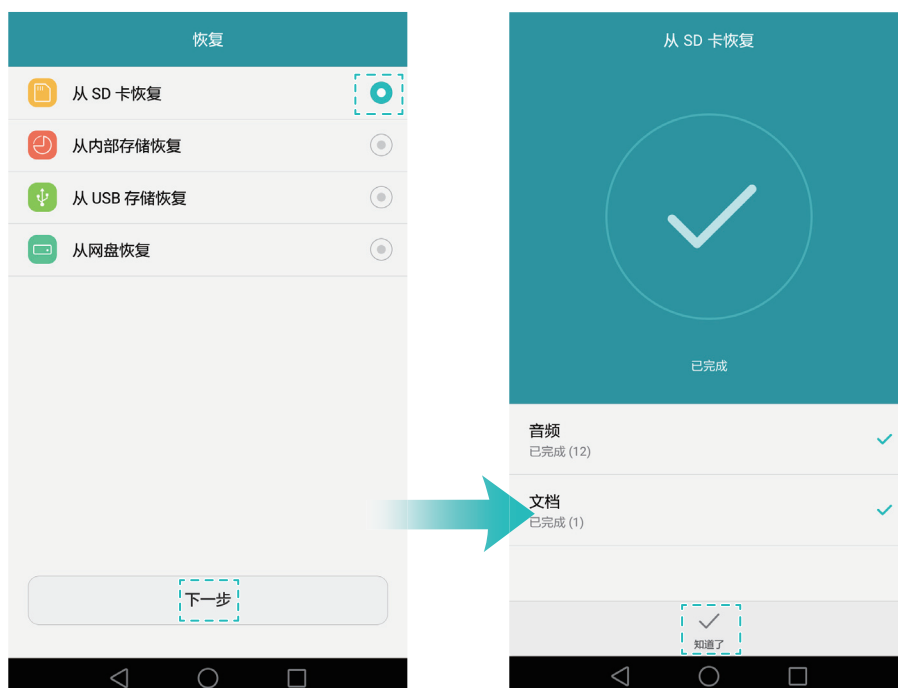 恢复
从 SD 卡恢复
从内部存储恢复
从 USB 存储恢复
从网盘恢复
下一步
从 SD 卡恢复
已完成
音频
已完成 (12)
文档
已完成 (1)
知道了